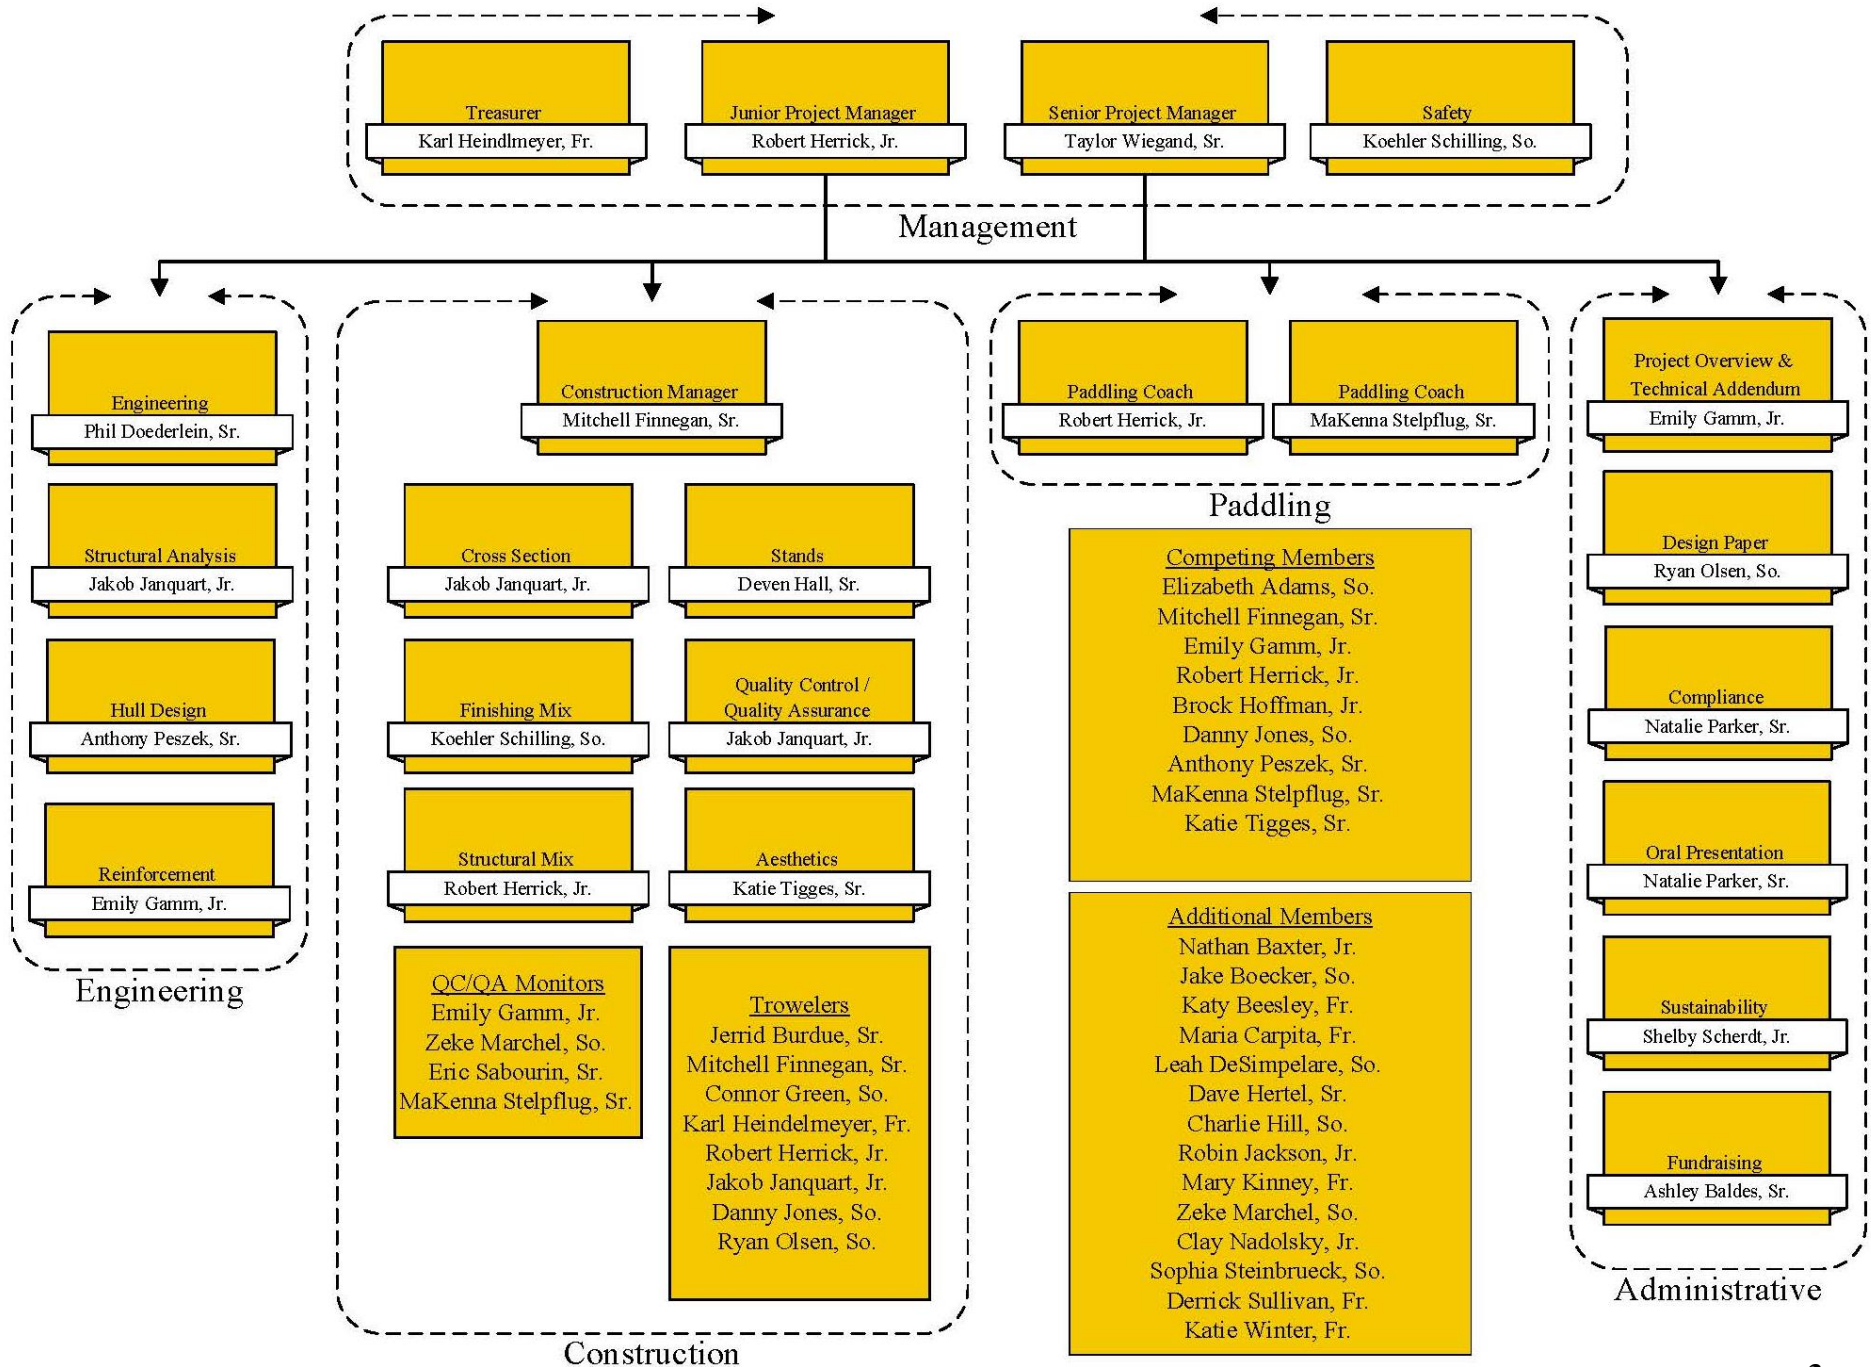 Treasurer
Karl Heindlmeyer, Fr.
Junior Project Manager
Robert Herrick, Jr.
Senior Project Manager
Taylor Wiegand, Sr.
Safety
Koehler Schilling, So.
Management
Engineering
Phil Doederlein, Sr.
Structural Analysis
Jakob Janquart, Jr.
Hull Design
Anthony Peszek, Sr.
Reinforcement
Emily Gamm, Jr.
Engineering
Construction Manager
Mitchell Finnegan, Sr.
Cross Section
Jakob Janquart, Jr.
Stands
Deven Hall, Sr.
Finishing Mix
Koehler Schilling, So.
Quality Control /
Quality Assurance
Jakob Janquart, Jr.
Structural Mix
Robert Herrick, Jr.
Aesthetics
Katie Tigges, Sr.
QC/QA Monitors
Emily Gamm, Jr.
Zeke Marchel, So.
Eric Sabourin, Sr.
MaKenna Stelpflug, Sr.
Trowelers
Jerrid Burdue, Sr.
Mitchell Finnegan, Sr.
Connor Green, So.
Karl Heindelmeyer, Fr.
Robert Herrick, Jr.
Jakob Janquart, Jr.
Danny Jones, So.
Ryan Olsen, So.
Construction
Paddling Coach
Robert Herrick, Jr.
Paddling Coach
MaKenna Stelpflug, Sr.
Paddling
Competing Members
Elizabeth Adams, So.
Mitchell Finnegan, Sr.
Emily Gamm, Jr.
Robert Herrick, Jr.
Brock Hoffman, Jr.
Danny Jones, So.
Anthony Peszek, Sr.
MaKenna Stelpflug, Sr.
Katie Tigges, Sr.
Additional Members
Nathan Baxter, Jr.
Jake Boecker, So.
Katy Beesley, Fr.
Maria Carpita, Fr.
Leah DeSimpelare, So.
Dave Hertel, Sr.
Charlie Hill, So.
Robin Jackson, Jr.
Mary Kinney, Fr.
Zeke Marchel, So.
Clay Nadolsky, Jr.
Sophia Steinbrueck, So.
Derrick Sullivan, Fr.
Katie Winter, Fr.
Project Overview &
Technical Addendum
Emily Gamm, Jr.
Design Paper
Ryan Olsen, So.
Compliance
Natalie Parker, Sr.
Oral Presentation
Natalie Parker, Sr.
Sustainability
Shelby Scherdt, Jr.
Fundraising
Ashley Baldes, Sr.
Administrative